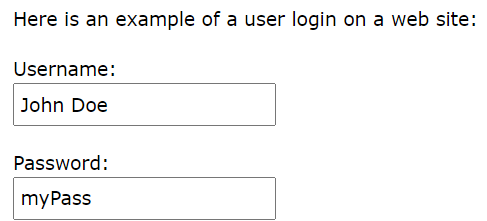 Here is an example of a user login on a web site:
Username:
John Doe
Password:
myPass